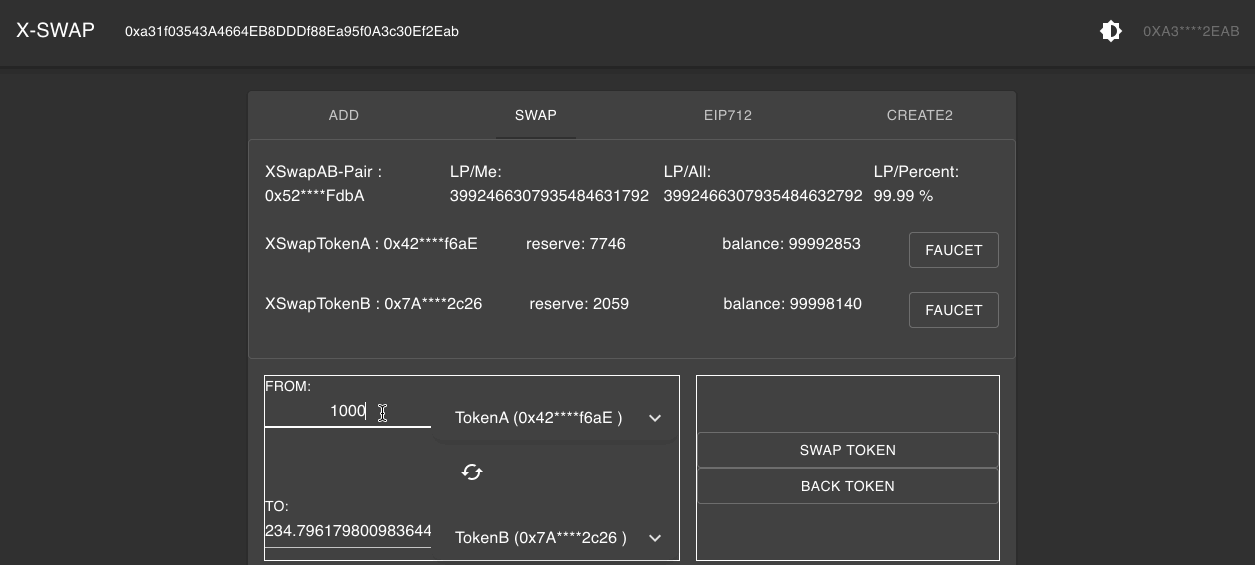 X-SWAP 0xa31f03543A4664EB8DDDf88Ea95f0A3c30Ef2Eab 0XA3****2EAB
ADD SWAP EIP712 CREATE2
XSwapAB-Pair : LP/Me: LP/All: LP/Percent:
0x52****FdbA 3992466307935484631792 3992466307935484632792 99.99 %
XSwapTokenA : 0x42****f6aE reserve: 7746 balance: 99992853 FAUCET
XSwapTokenB : 0x7A****2c26 reserve: 2059 balance: 99998140 FAUCET
FROM:
1000 TokenA (0x42****f6aE )
SWAP TOKEN
BACK TOKEN
TO:
234.796179800983644 TokenB (0x7A****2c26 )